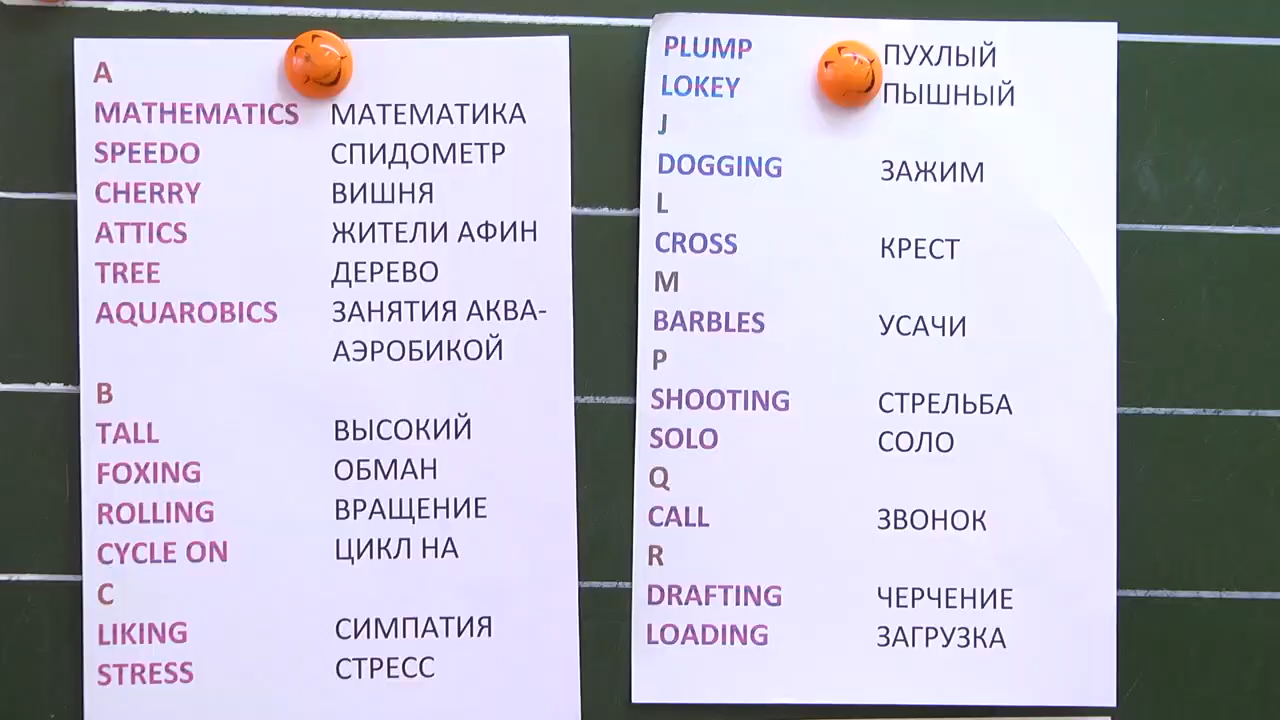 A
MATHEMATICS МАТЕМАТИКА
SPEEDO СПИДОМЕТР
CHERRY ВИШНЯ
ATTICS ЖИТЕЛИ АФИН
TREE ДЕРЕВО
AQUAROBICS ЗАНЯТИЯ АКВА-
АЭРОБИКОЙ
B
TALL ВЫСОКИЙ
FOXING ОБМАН
ROLLING ВРАЩЕНИЕ
CYCLE ON ЦИКЛ НА
C
LIKING СИМПАТИЯ
STRESS СТРЕСС
PLUMP ПУХЛЫЙ
LOKEY ПЫШНЫЙ
J
DOGGING ЗАЖИМ
L
CROSS КРЕСТ
M
BARBLES УСАЧИ
P
SHOOTING СТРЕЛЬБА
SOLO СОЛО
Q
CALL ЗВОНОК
R
DRAFTING ЧЕРЧЕНИЕ
LOADING ЗАГРУЗКА